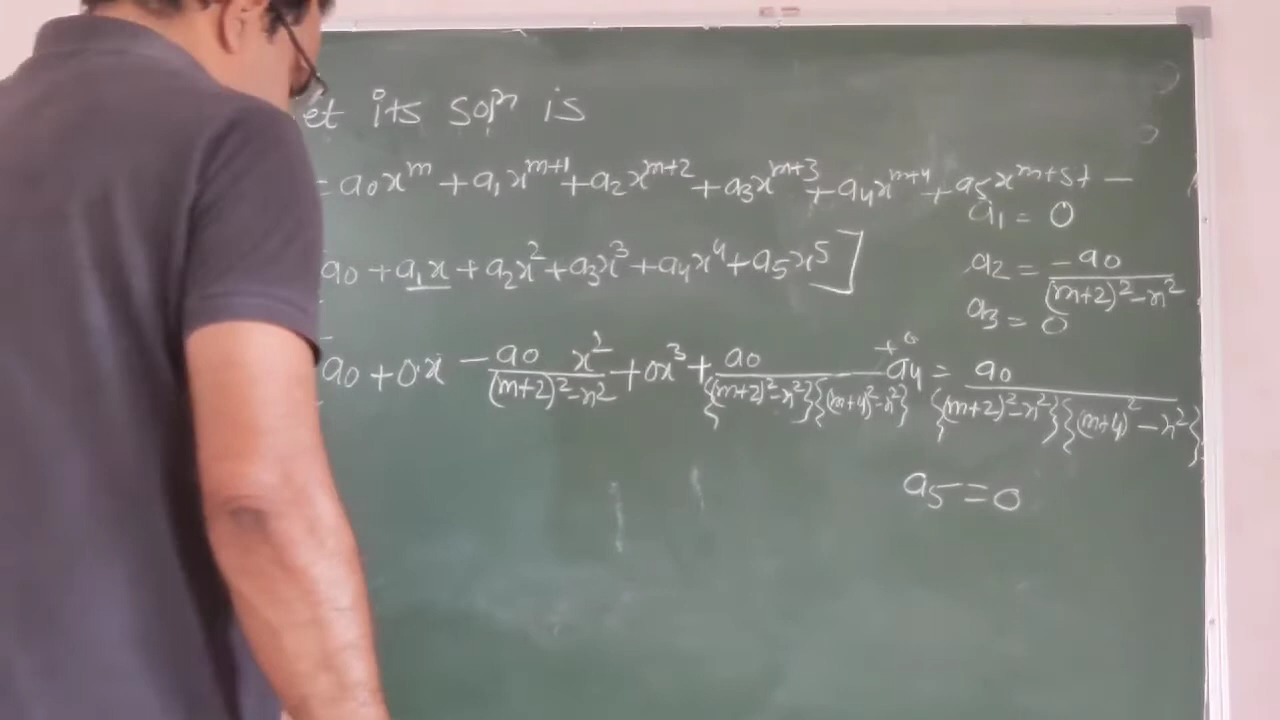 et its soln is
= a₀x^m + a₁x^{m+1} + a₂x^{m+2} + a₃x^{m+3} + a₄x^{m+4} + a₅x^{m+5} + —
a₁ = 0
a₀ + a₁x + a₂x² + a₃x³ + a₄x⁴ + a₅x⁵]
a₂ = -a₀/((m+2)²-n²)
a₃ = 0
a₀ + 0·x - a₀/((m+2)²-n²) x² + 0x³ + a₀/({(m+2)²-n²}{(m+4)²-n²})
a₄ = a₀/({(m+2)²-n²}{(m+4)²-n²})
a₅ = 0